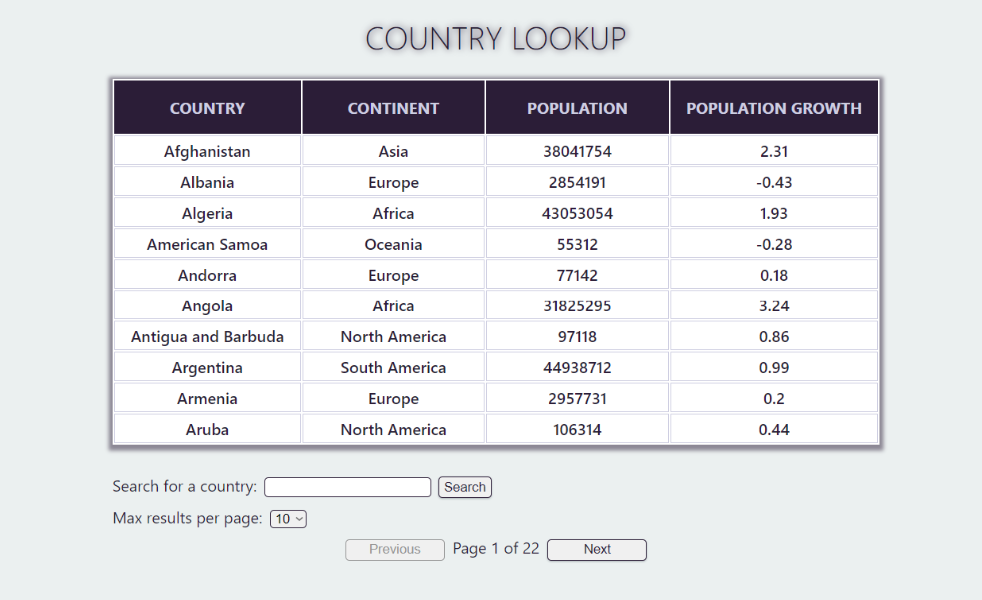 COUNTRY LOOKUP
COUNTRY CONTINENT POPULATION POPULATION GROWTH
Afghanistan Asia 38041754 2.31
Albania Europe 2854191 -0.43
Algeria Africa 43053054 1.93
American Samoa Oceania 55312 -0.28
Andorra Europe 77142 0.18
Angola Africa 31825295 3.24
Antigua and Barbuda North America 97118 0.86
Argentina South America 44938712 0.99
Armenia Europe 2957731 0.2
Aruba North America 106314 0.44
Search for a country: Search
Max results per page: 10
Previous Page 1 of 22 Next